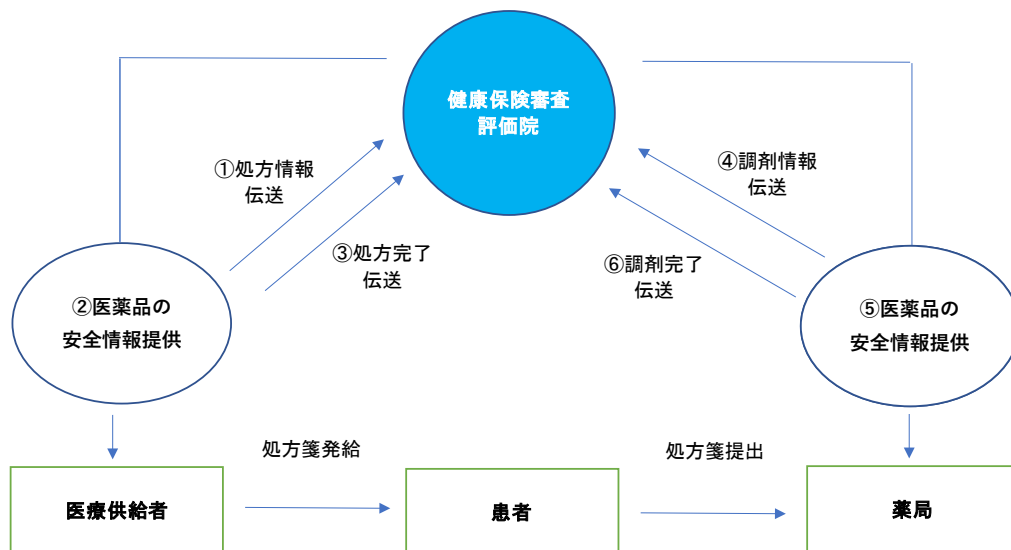 健康保険審査
評価院
①処方情報
伝送
④調剤情報
伝送
③処方完了
伝送
⑥調剤完了
伝送
②医薬品の
安全情報提供
⑤医薬品の
安全情報提供
処方箋発給
処方箋提出
医療供給者
患者
薬局